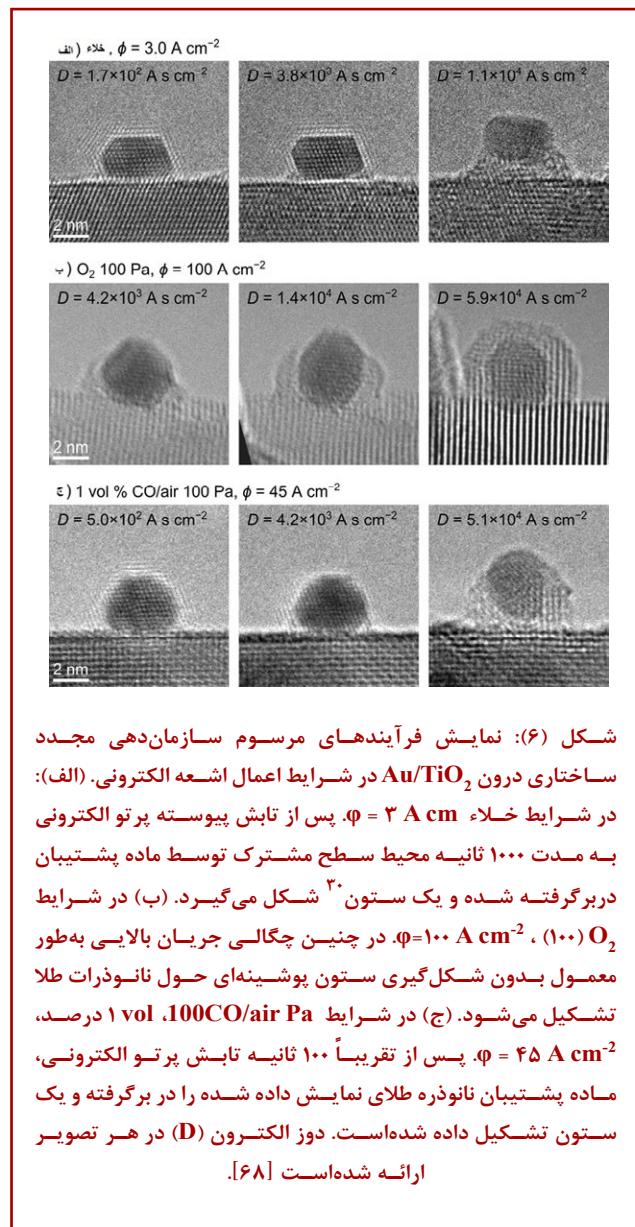 الف) خلاء , ϕ = 3.0 A cm⁻²
D = 1.7×10² A s cm⁻²
D = 3.8×10³ A s cm⁻²
D = 1.1×10⁴ A s cm⁻²
2 nm
ب) O₂ 100 Pa, ϕ = 100 A cm⁻²
D = 4.2×10³ A s cm⁻²
D = 1.4×10⁴ A s cm⁻²
D = 5.9×10⁴ A s cm⁻²
2 nm
ج) 1 vol % CO/air 100 Pa, ϕ = 45 A cm⁻²
D = 5.0×10² A s cm⁻²
D = 4.2×10³ A s cm⁻²
D = 5.1×10⁴ A s cm⁻²
2 nm
شکل (۶): نمایش فرآیندهای مرسوم سازمان‌دهی مجدد
ساختاری درون Au/TiO₂ در شرایط اعمال اشعه الکترونی. (الف):
در شرایط خلاء φ = ۳ A cm. پس از تابش پیوسته پرتو الکترونی
به مدت ۱۰۰۰ ثانیه محیط سطح مشترک توسط ماده پشتیبان
دربرگرفته شده و یک ستون³⁰ شکل می‌گیرد. (ب) در شرایط
O₂ (۱۰۰) ، φ=۱۰۰ A cm⁻². در چنین چگالی جریان بالایی به‌طور
معمول بدون شکل‌گیری ستون پوشینه‌ای حول نانوذرات طلا
تشکیل می‌شود. (ج) در شرایط 100CO/air Pa، ۱ vol درصد،
φ = ۴۵ A cm⁻². پس از تقریباً ۱۰۰ ثانیه تابش پرتو الکترونی،
ماده پشتیبان نانوذره طلای نمایش داده شده را در برگرفته و یک
ستون تشکیل داده شده‌است. دوز الکترون (D) در هر تصویر
ارائه شده‌است [۶۸].